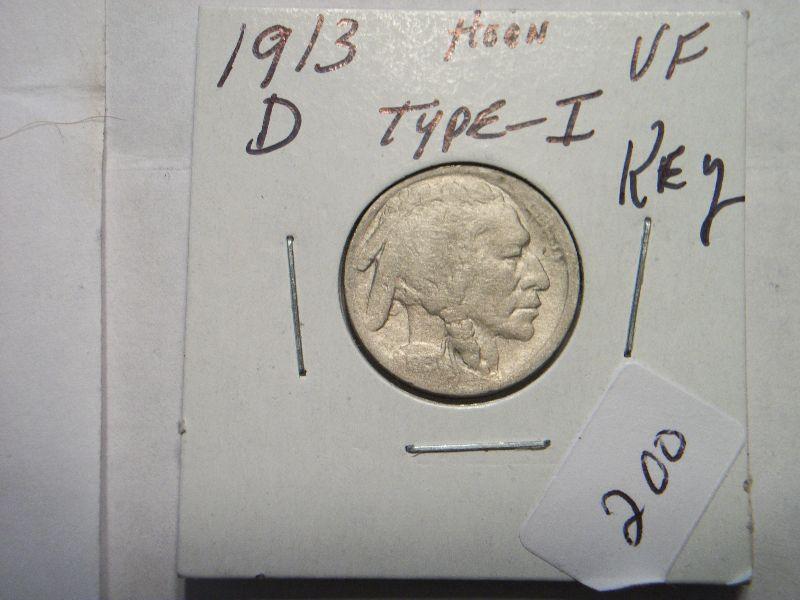 1913 HOON VF
D TYPE-I KEY
200